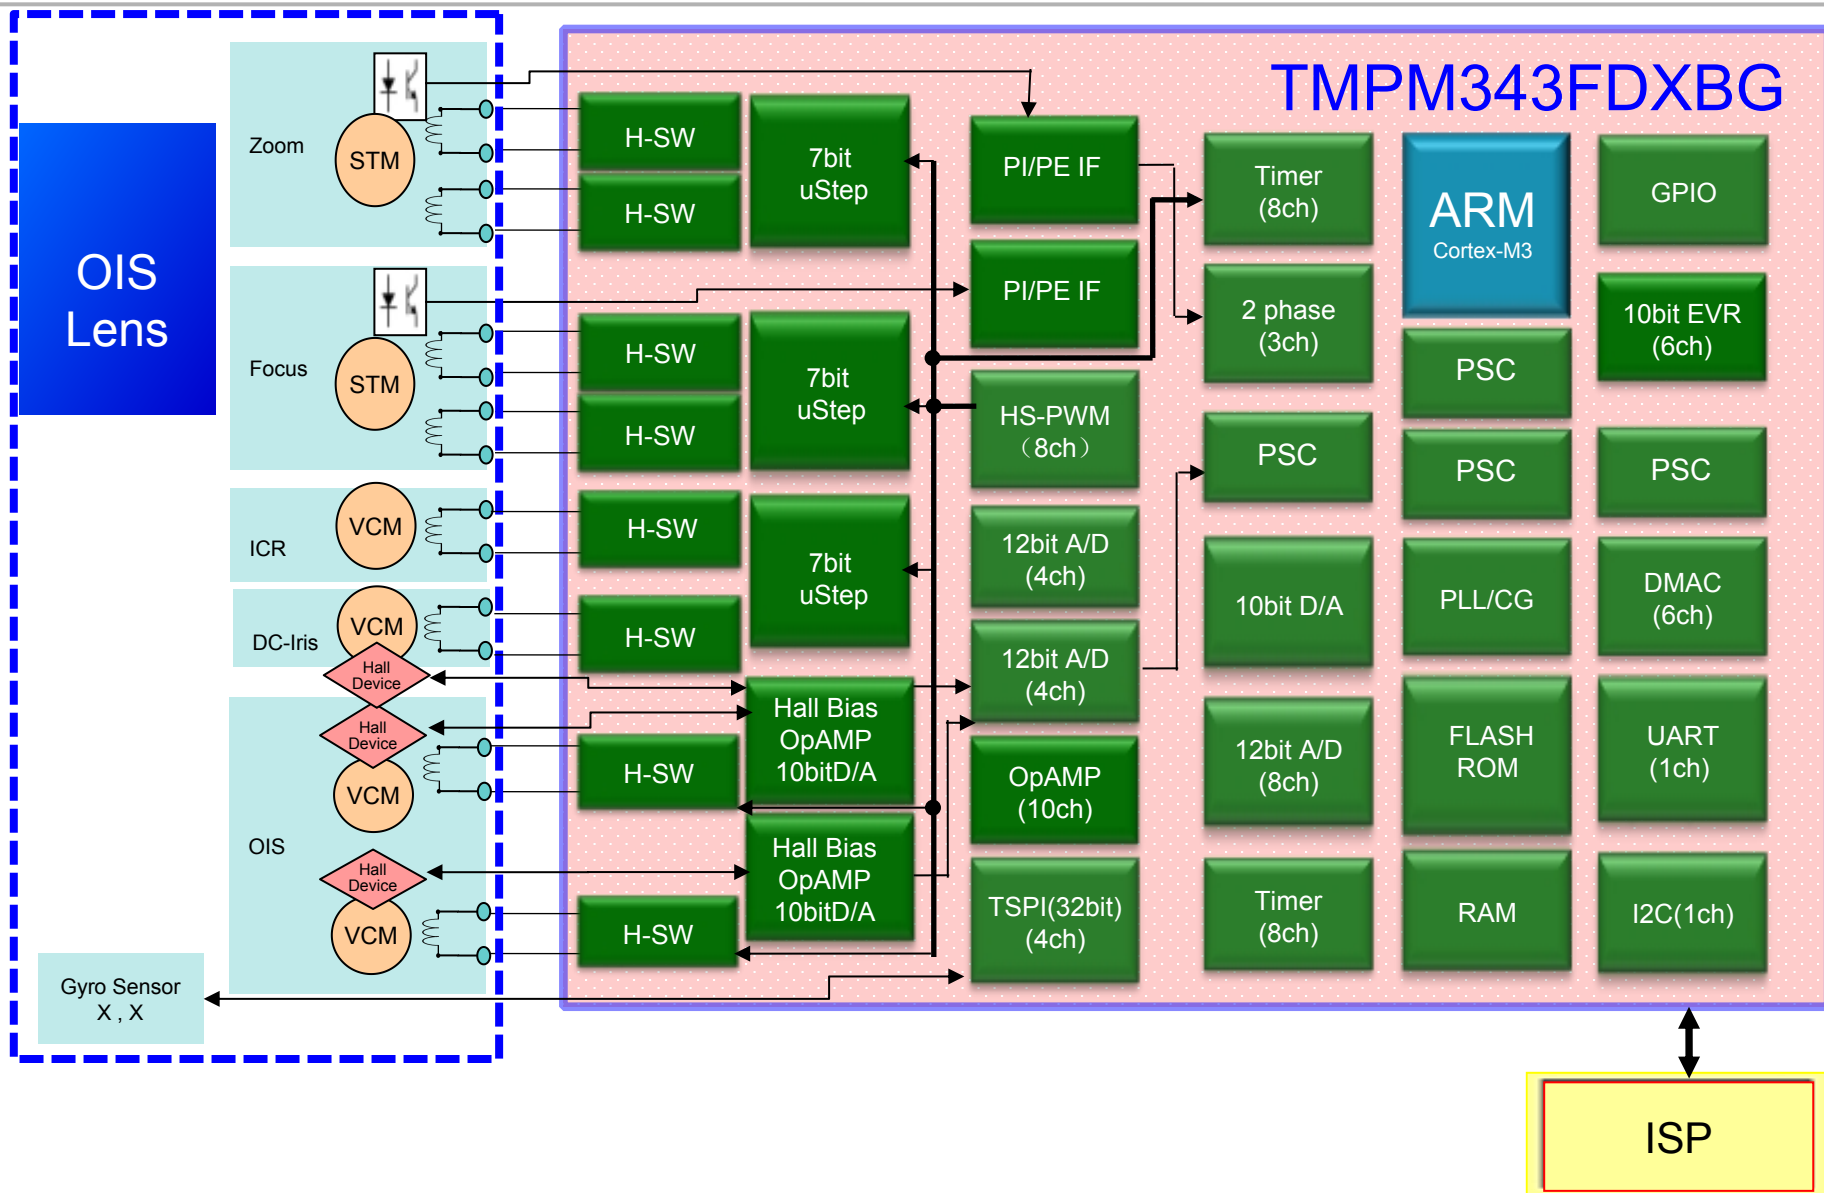 TMPM343FDXBG
OIS
Lens
Zoom
STM
Focus
STM
ICR
VCM
DC-Iris
VCM
Hall
Device
Hall
Device
VCM
OIS
Hall
Device
VCM
Gyro Sensor
X , X
H-SW
H-SW
H-SW
H-SW
H-SW
H-SW
H-SW
H-SW
7bit
uStep
7bit
uStep
7bit
uStep
Hall Bias
OpAMP
10bitD/A
Hall Bias
OpAMP
10bitD/A
PI/PE IF
PI/PE IF
HS-PWM
（8ch）
12bit A/D
(4ch)
12bit A/D
(4ch)
OpAMP
(10ch)
TSPI(32bit)
(4ch)
Timer
(8ch)
2 phase
(3ch)
PSC
10bit D/A
12bit A/D
(8ch)
Timer
(8ch)
ARM
Cortex-M3
PSC
PSC
PLL/CG
FLASH
ROM
RAM
GPIO
10bit EVR
(6ch)
PSC
DMAC
(6ch)
UART
(1ch)
I2C(1ch)
ISP